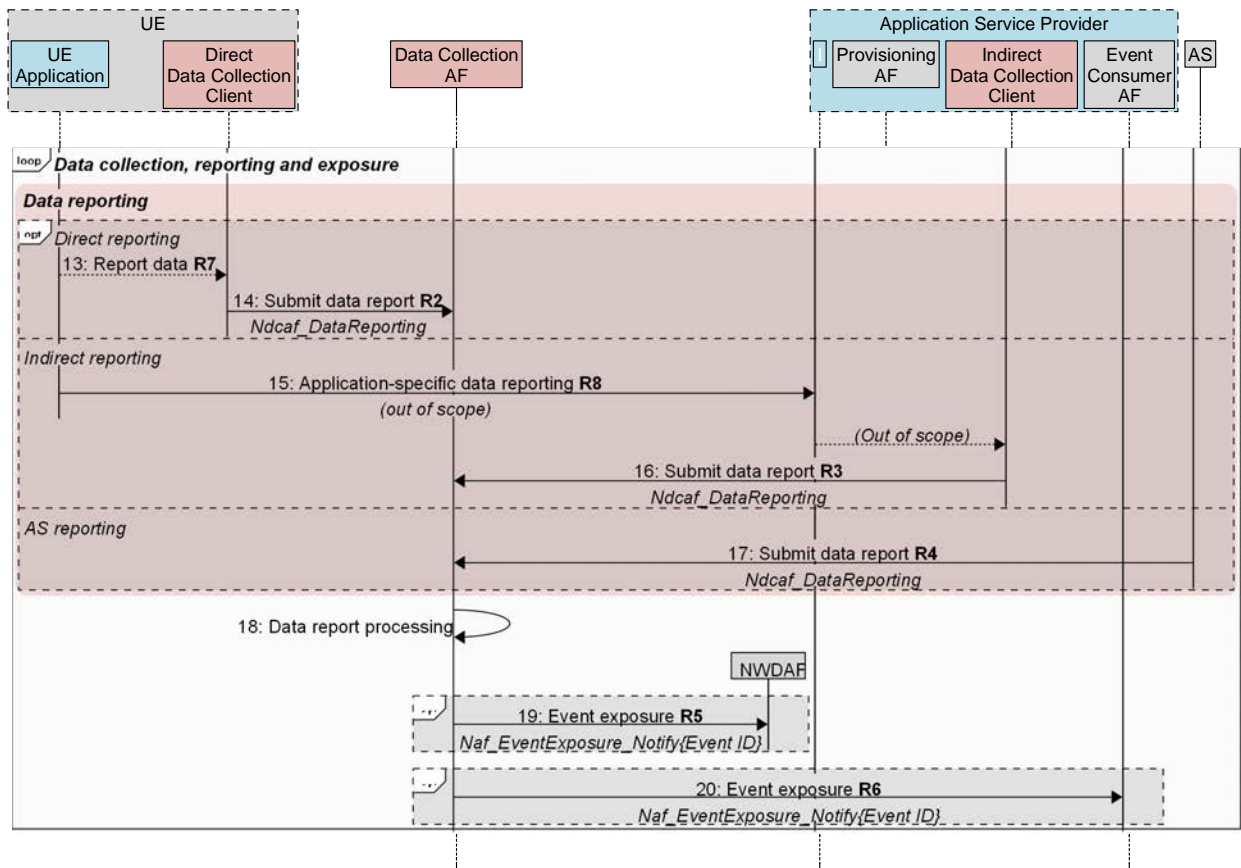 UE
Application Service Provider
UE
Application
Direct
Data Collection
Client
Data Collection
AF
Provisioning
AF
Indirect
Data Collection
Client
Event
Consumer
AF
AS
loop
Data collection, reporting and exposure
Data reporting
opt
Direct reporting
13: Report data R7
14: Submit data report R2
Ndcaf_DataReporting
Indirect reporting
15: Application-specific data reporting R8
(out of scope)
(Out of scope)
16: Submit data report R3
Ndcaf_DataReporting
AS reporting
17: Submit data report R4
Ndcaf_DataReporting
18: Data report processing
NWDAF
19: Event exposure R5
Naf_EventExposure_Notify{Event ID}
20: Event exposure R6
Naf_EventExposure_Notify{Event ID}